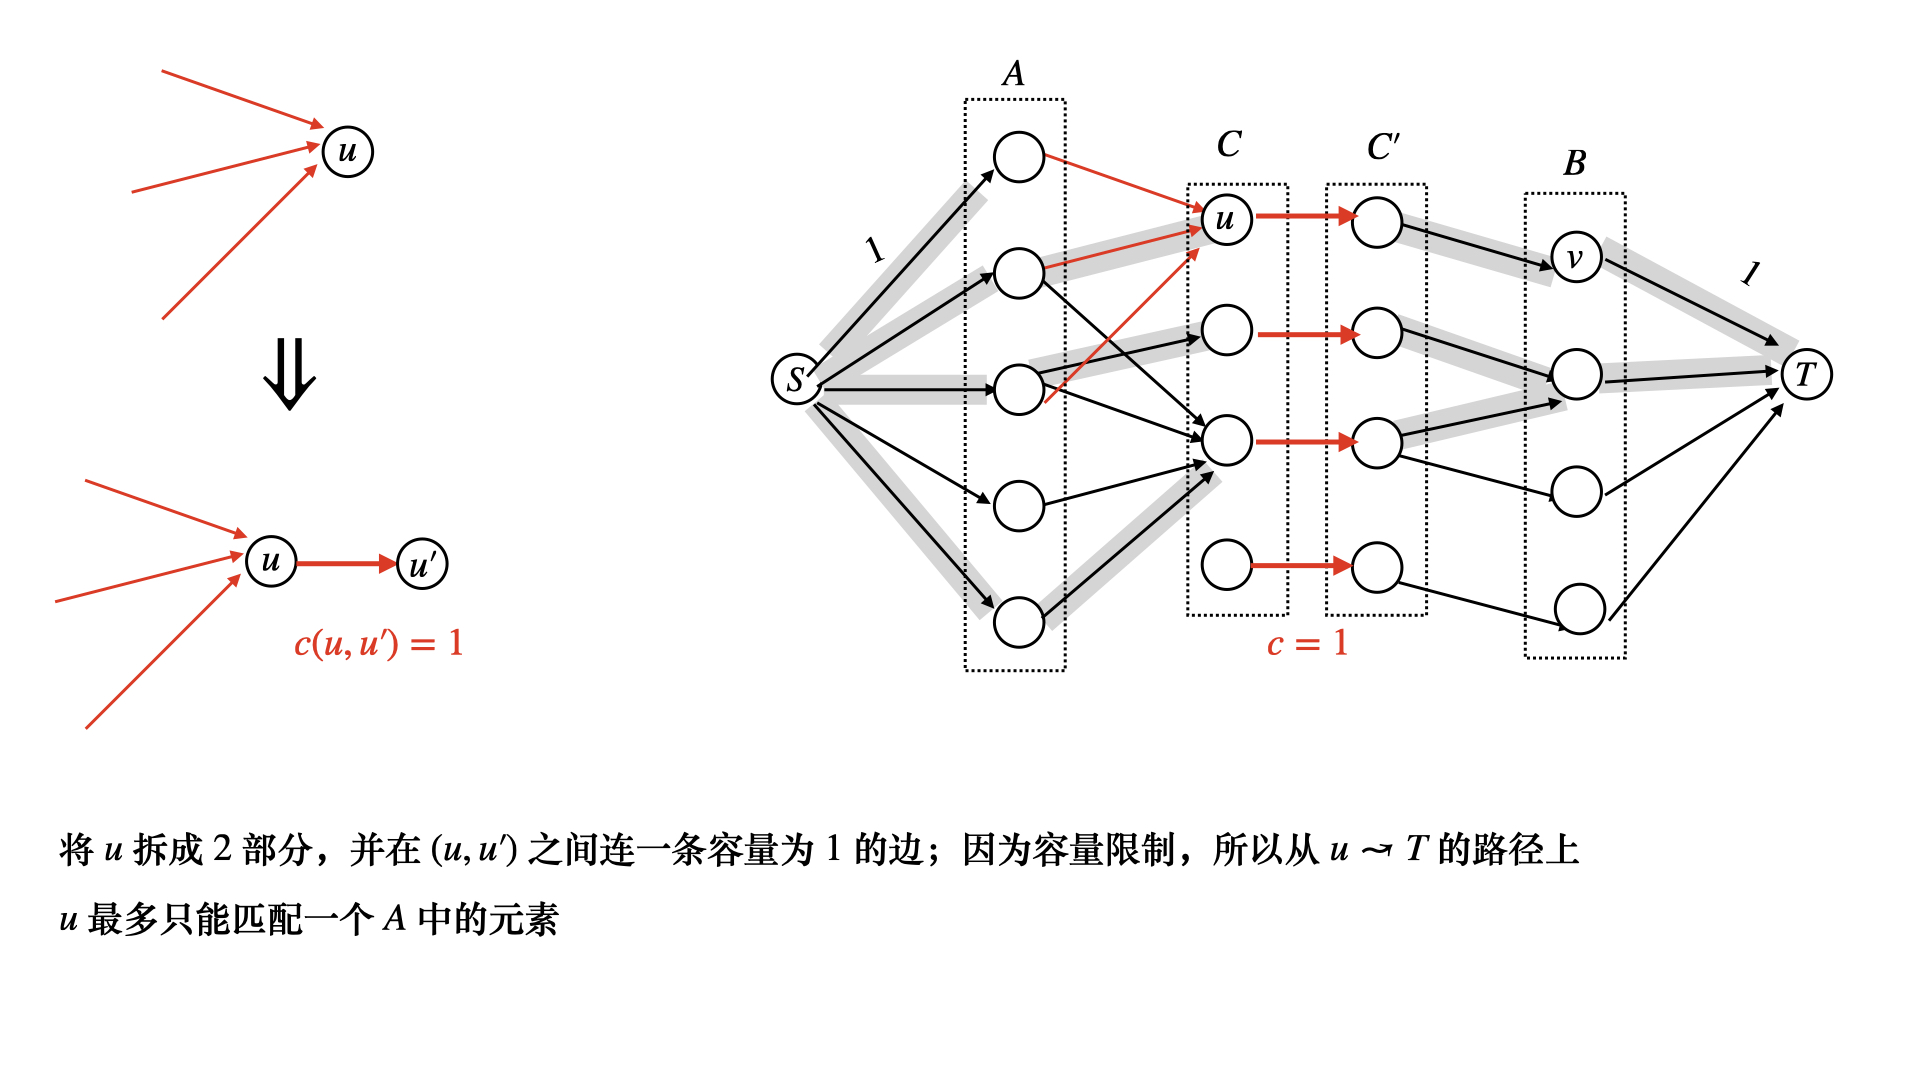 u
u
u'
c(u, u') = 1
A
C
C'
B
1
u
v
1
S
T
c = 1
将 u 拆成 2 部分，并在 (u, u') 之间连一条容量为 1 的边；因为容量限制，所以从 u ⤳ T 的路径上
u 最多只能匹配一个 A 中的元素